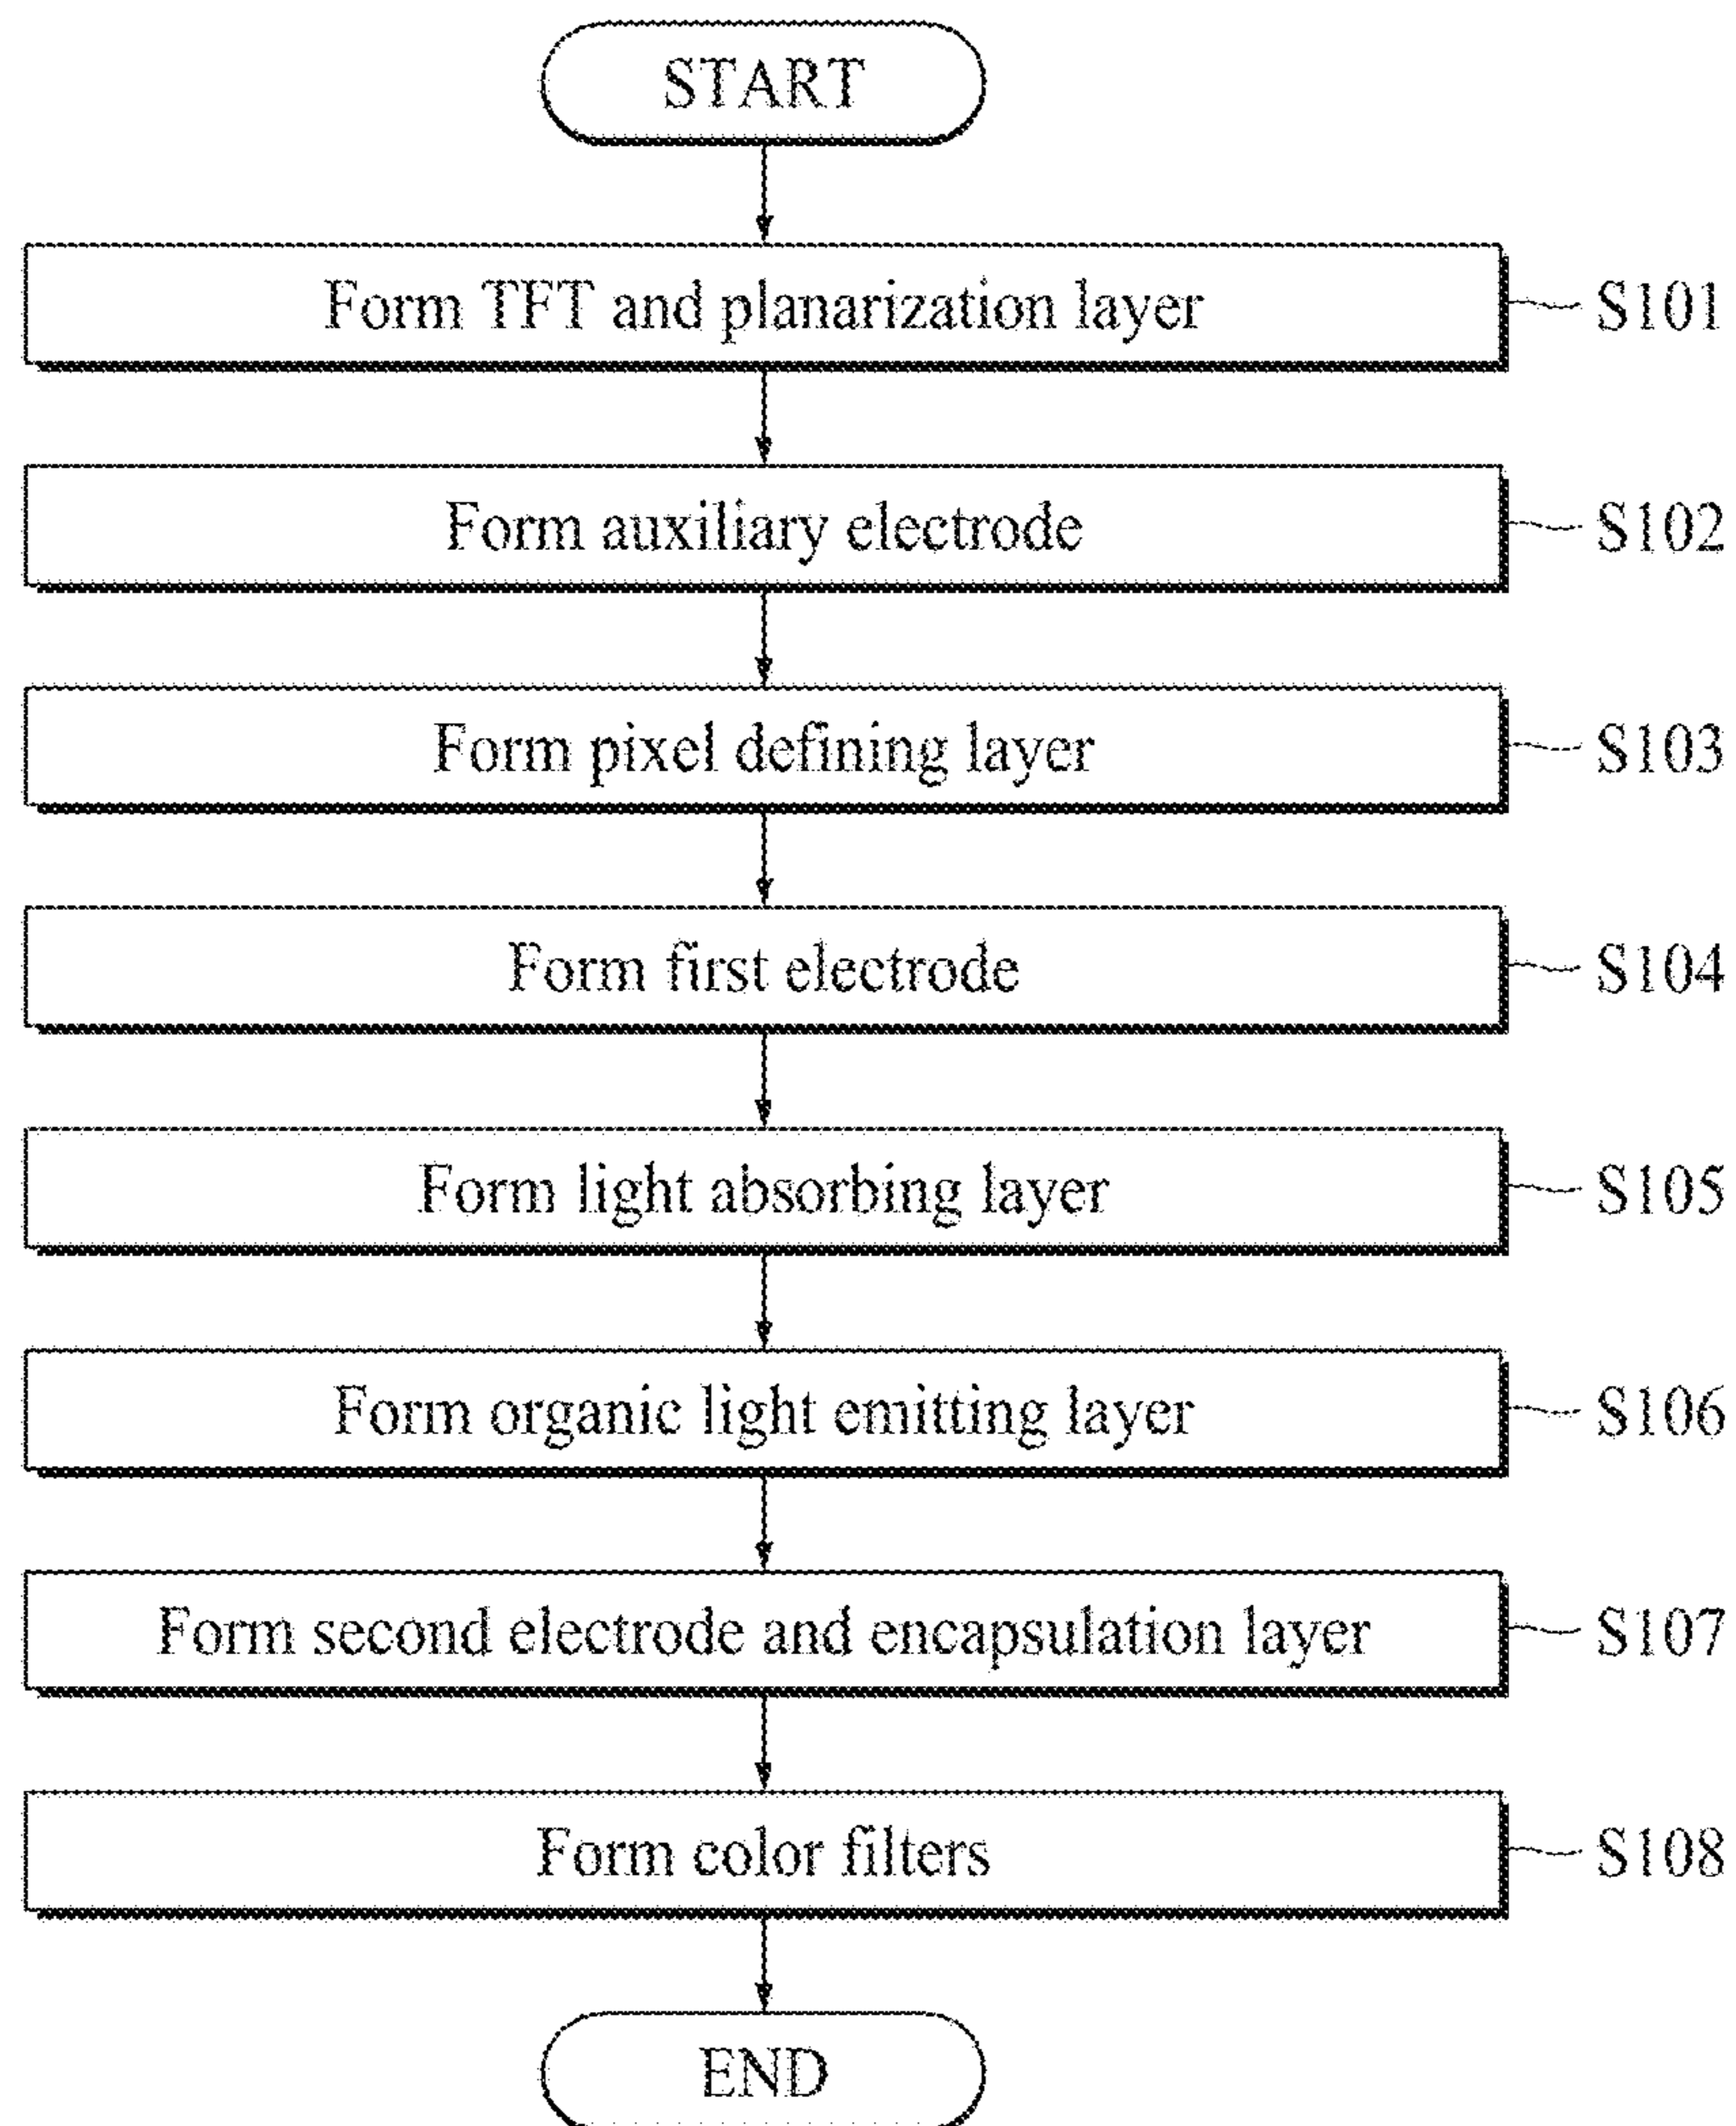 START
Form TFT and planarization layer S101
Form auxiliary electrode S102
Form pixel defining layer S103
Form first electrode S104
Form light absorbing layer S105
Form organic light emitting layer S106
Form second electrode and encapsulation layer S107
Form color filters S108
END